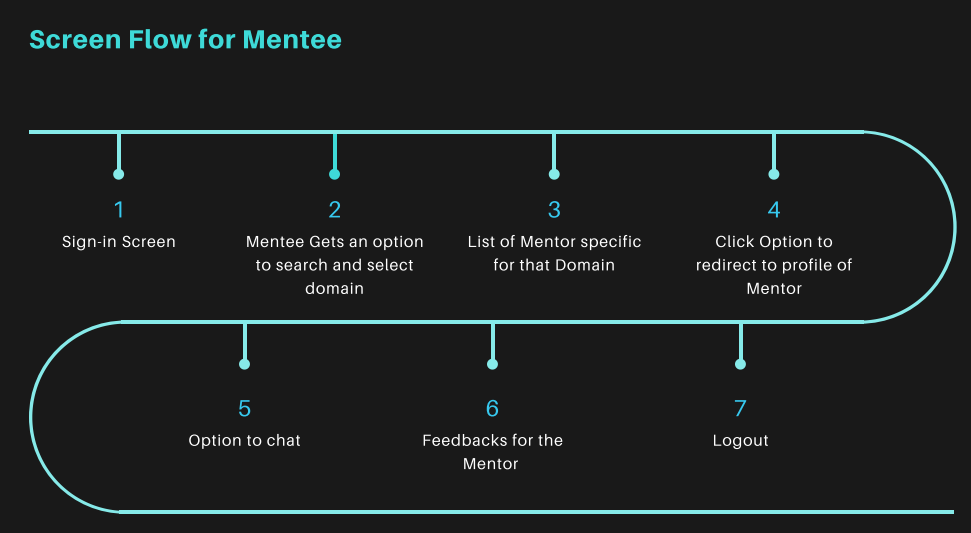 Screen Flow for Mentee
1
Sign-in Screen
2
Mentee Gets an option
to search and select
domain
3
List of Mentor specific
for that Domain
4
Click Option to
redirect to profile of
Mentor
5
Option to chat
6
Feedbacks for the
Mentor
7
Logout